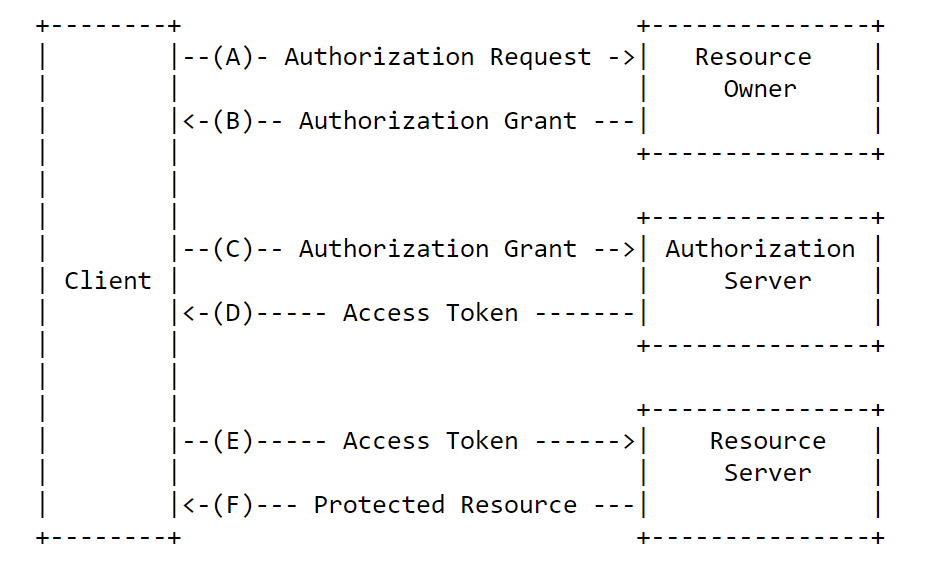 +--------+                               +---------------+
|        |--(A)- Authorization Request ->|   Resource    |
|        |                               |     Owner     |
|        |<-(B)-- Authorization Grant ---|               |
|        |                               +---------------+
|        |
|        |                               +---------------+
|        |--(C)-- Authorization Grant -->| Authorization |
| Client |                               |     Server    |
|        |<-(D)----- Access Token -------|               |
|        |                               +---------------+
|        |
|        |                               +---------------+
|        |--(E)----- Access Token ------>|    Resource   |
|        |                               |     Server    |
|        |<-(F)--- Protected Resource ---|               |
+--------+                               +---------------+